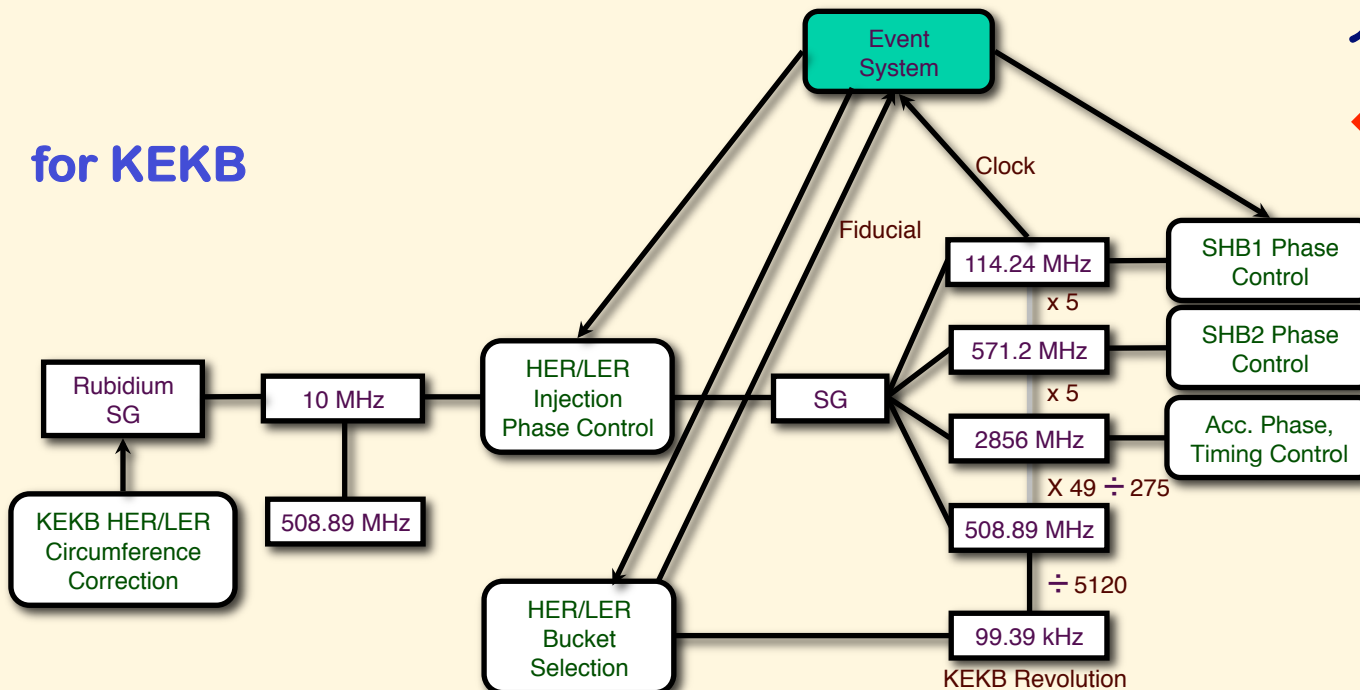 Event
System
for KEKB
Clock
Fiducial
114.24 MHz
SHB1 Phase
Control
x 5
571.2 MHz
SHB2 Phase
Control
x 5
Rubidium
SG
10 MHz
HER/LER
Injection
Phase Control
SG
2856 MHz
Acc. Phase,
Timing Control
X 49 ÷ 275
KEKB HER/LER
Circumference
Correction
508.89 MHz
508.89 MHz
÷ 5120
HER/LER
Bucket
Selection
99.39 kHz
KEKB Revolution